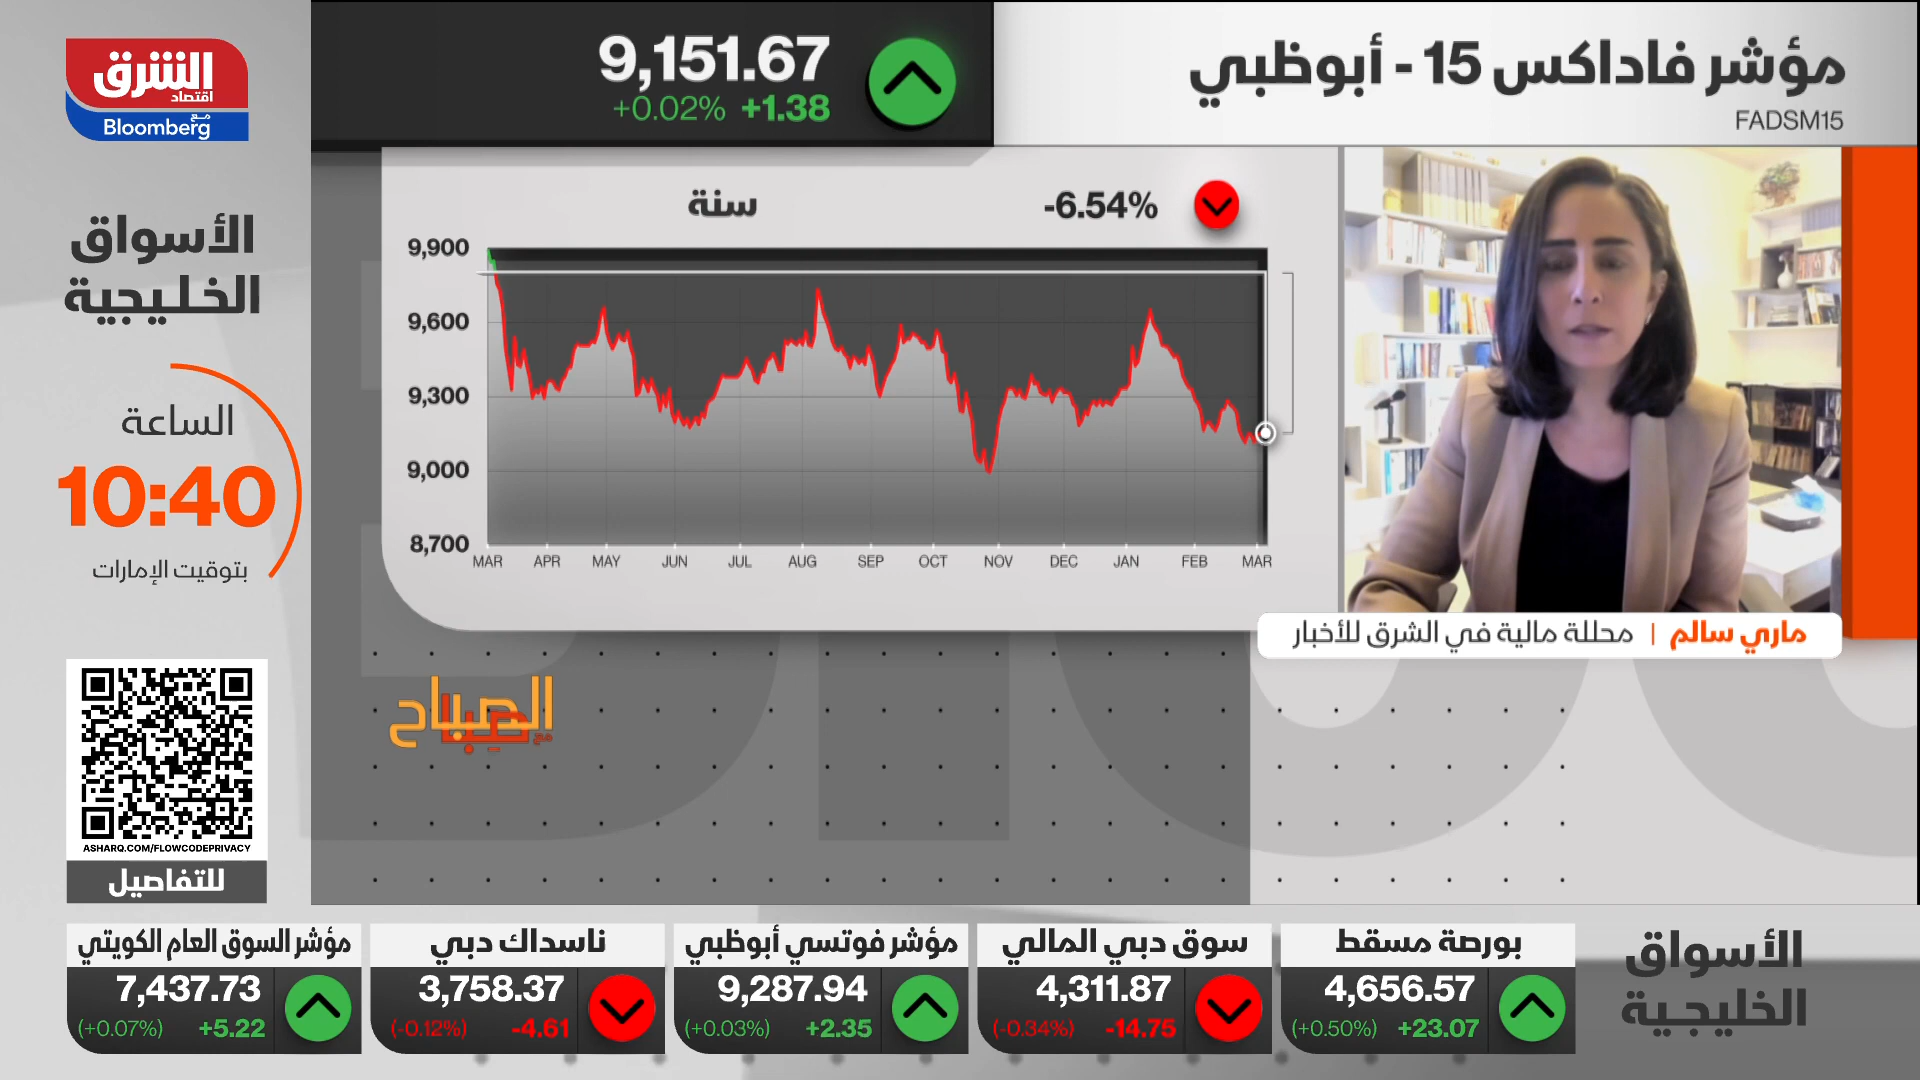 الشرق
اقتصاد
مع
Bloomberg
الأسواق
الخليجية
الساعة
10:40
بتوقيت الإمارات
ASHARQ.COM/FLOWCODEPRIVACY
للتفاصيل
مؤشر فاداكس 15 - أبوظبي
FADSM15
9,151.67
+0.02% +1.38
سنة
-6.54%
9,900
9,600
9,300
9,000
8,700
MAR APR MAY JUN JUL AUG SEP OCT NOV DEC JAN FEB MAR
ماري سالم | محللة مالية في الشرق للأخبار
الصباح
مع صبا
الأسواق
الخليجية
بورصة مسقط
4,656.57
(+0.50%) +23.07
سوق دبي المالي
4,311.87
(-0.34%) -14.75
مؤشر فوتسي أبوظبي
9,287.94
(+0.03%) +2.35
ناسداك دبي
3,758.37
(-0.12%) -4.61
مؤشر السوق العام الكويتي
7,437.73
(+0.07%) +5.22